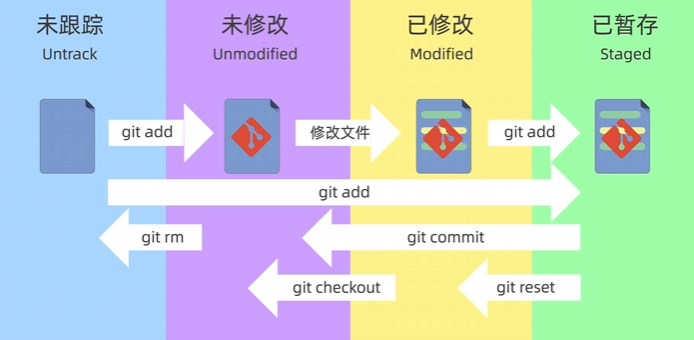 未跟踪
Untrack
未修改
Unmodified
已修改
Modified
已暂存
Staged
git add
修改文件
git add
git add
git rm
git commit
git checkout
git reset